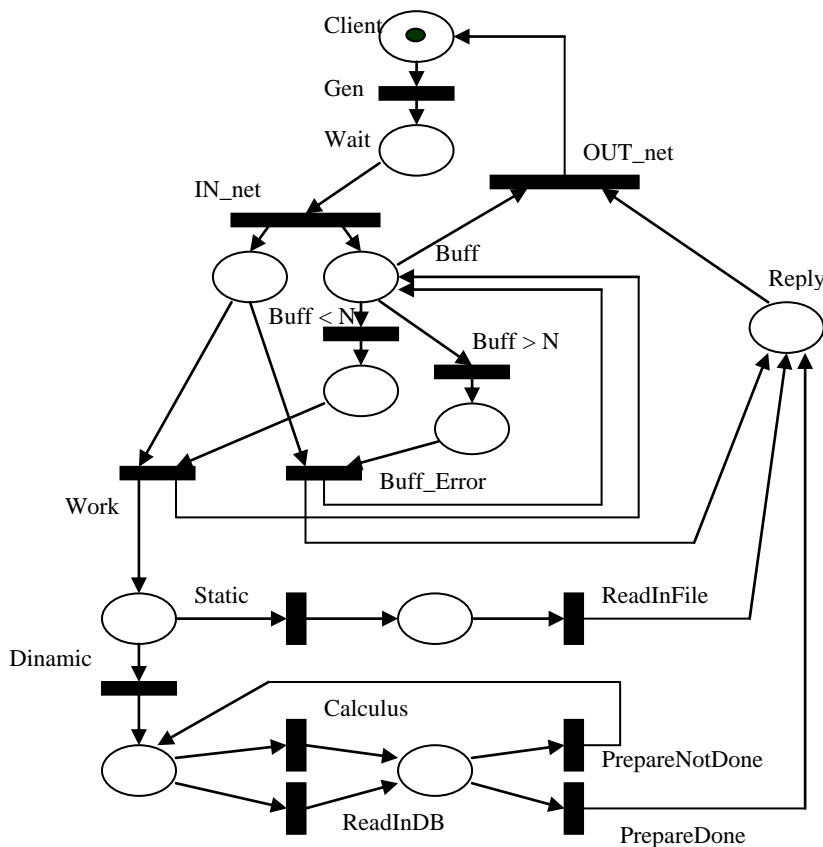 Client
Gen
Wait
OUT_net
IN_net
Buff
Reply
Buff < N
Buff > N
Buff_Error
Work
Static
ReadInFile
Dinamic
Calculus
PrepareNotDone
ReadInDB
PrepareDone